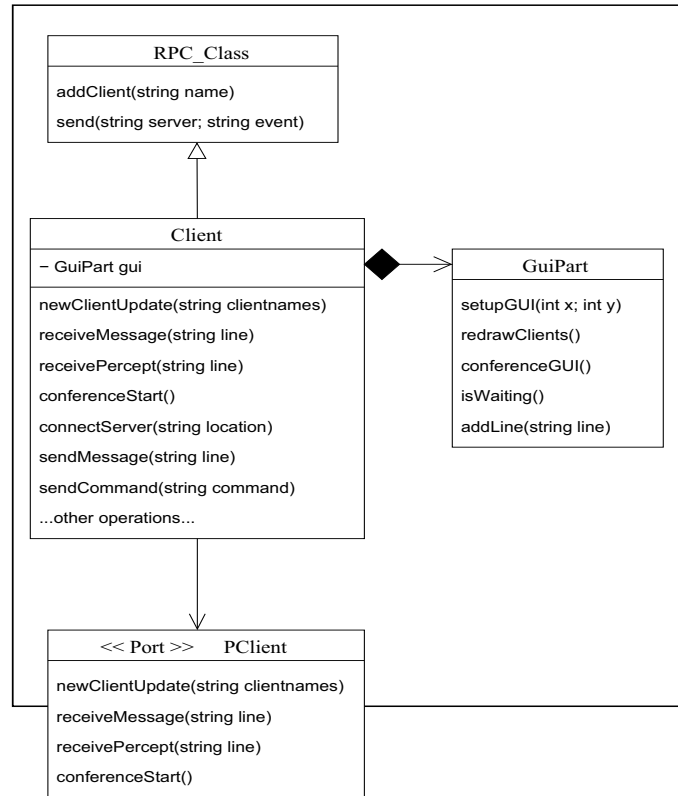 RPC_Class
addClient(string name)
send(string server; string event)
Client
− GuiPart gui
newClientUpdate(string clientnames)
receiveMessage(string line)
receivePercept(string line)
conferenceStart()
connectServer(string location)
sendMessage(string line)
sendCommand(string command)
...other operations...
GuiPart
setupGUI(int x; int y)
redrawClients()
conferenceGUI()
isWaiting()
addLine(string line)
<< Port >> PClient
newClientUpdate(string clientnames)
receiveMessage(string line)
receivePercept(string line)
conferenceStart()